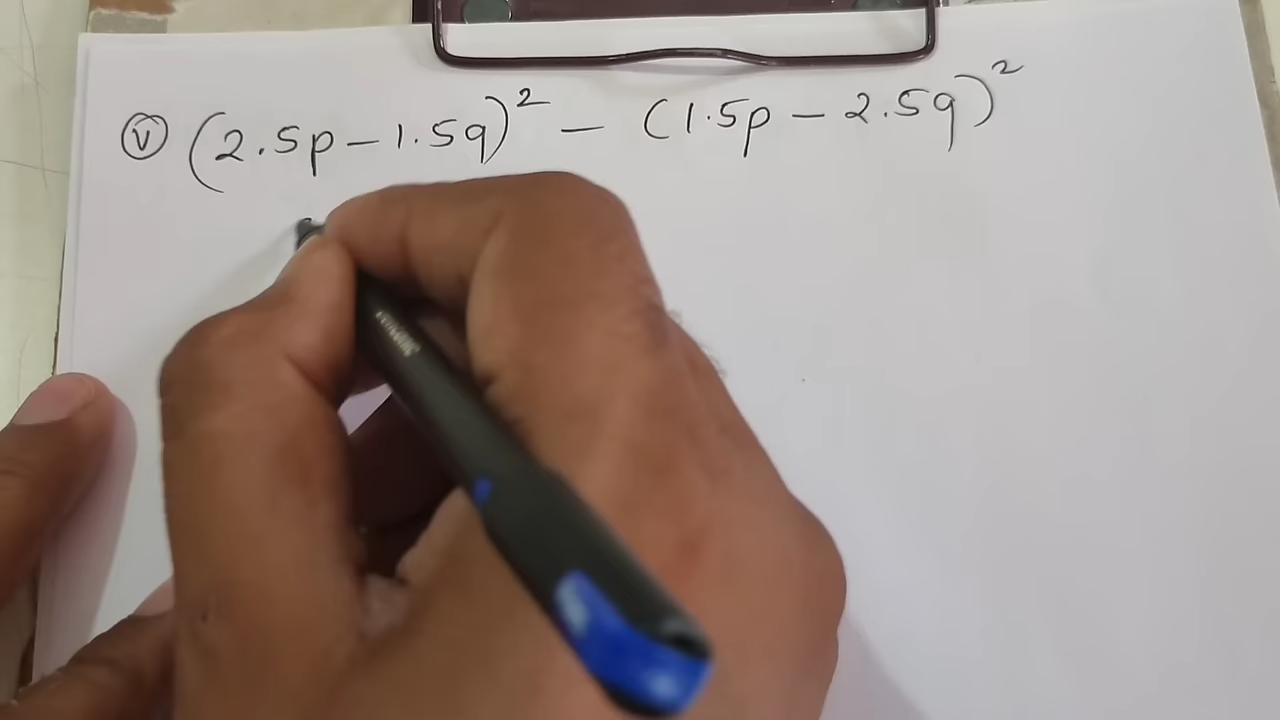 ⓥ (2.5p - 1.5q)² - (1.5p - 2.5q)²